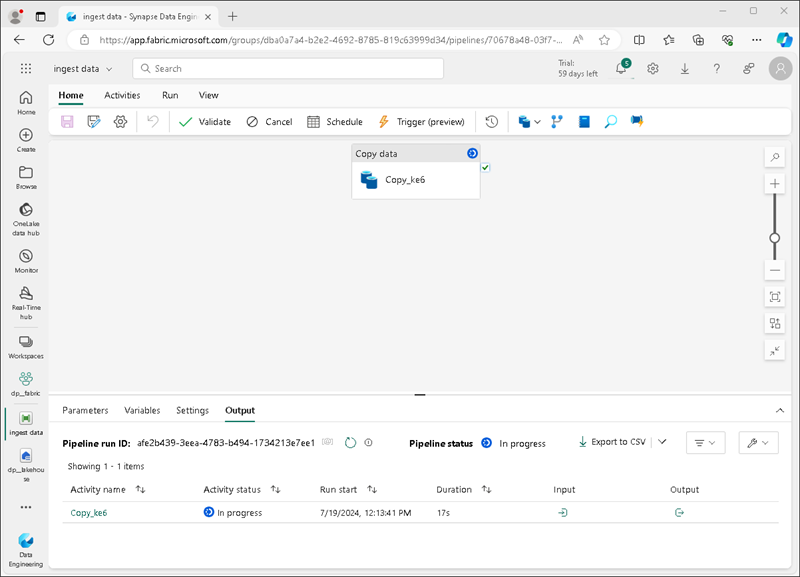 ingest data - Synapse Data Engin
https://app.fabric.microsoft.com/groups/dba0a7a4-b2e2-4692-8785-819c63999d34/pipelines/70678a48-03f7-...
ingest data
Search
Trial:
59 days left
5
Home
Activities
Run
View
Validate
Cancel
Schedule
Trigger (preview)
Home
Create
Browse
OneLake
data hub
Monitor
Real-Time
hub
Workspaces
dp_fabric
ingest data
dp_lakehou
se
Data
Engineering
Copy data
Copy_ke6
Parameters
Variables
Settings
Output
Pipeline run ID: afe2b439-3eea-4783-b494-1734213e7ee1
Pipeline status In progress
Export to CSV
Showing 1 - 1 items
Activity name Activity status Run start Duration Input Output
Copy_ke6 In progress 7/19/2024, 12:13:41 PM 17s